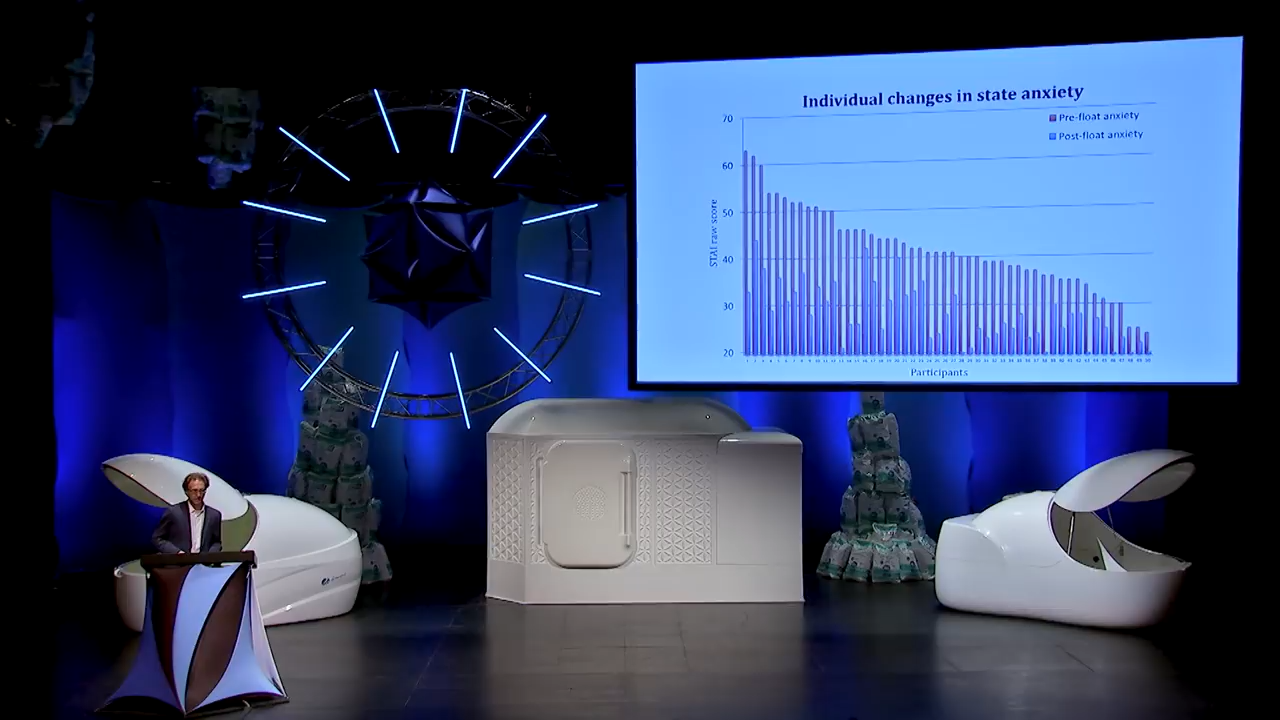 Individual changes in state anxiety
Pre-float anxiety
Post-float anxiety
70
60
50
40
30
20
STAI raw score
Participants